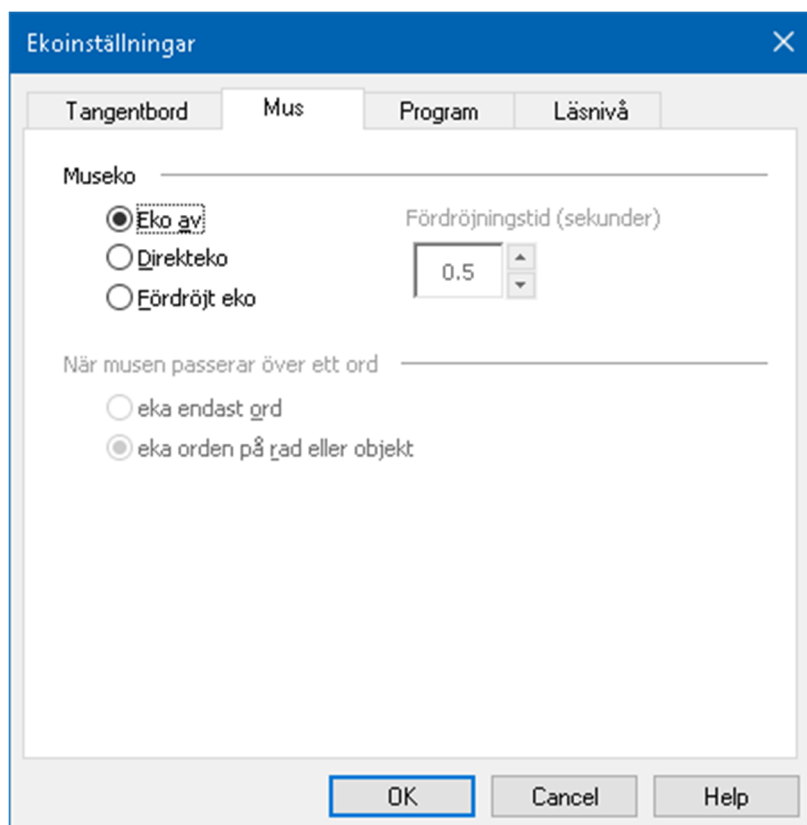 Ekoinställningar
Tangentbord Mus Program Läsnivå
Museko
Eko av Fördröjningstid (sekunder)
Direkteko 0.5
Fördröjt eko
När musen passerar över ett ord
eka endast ord
eka orden på rad eller objekt
OK Cancel Help